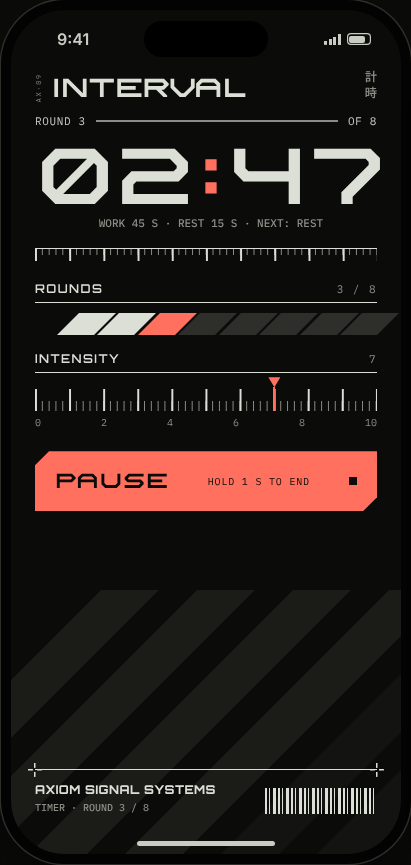 9:41
AX-09
INTERVAL
計時
ROUND 3
OF 8
02:47
WORK 45 S · REST 15 S · NEXT: REST
ROUNDS
3 / 8
INTENSITY
7
0 2 4 6 8 10
PAUSE
HOLD 1 S TO END
AXIOM SIGNAL SYSTEMS
TIMER · ROUND 3 / 8